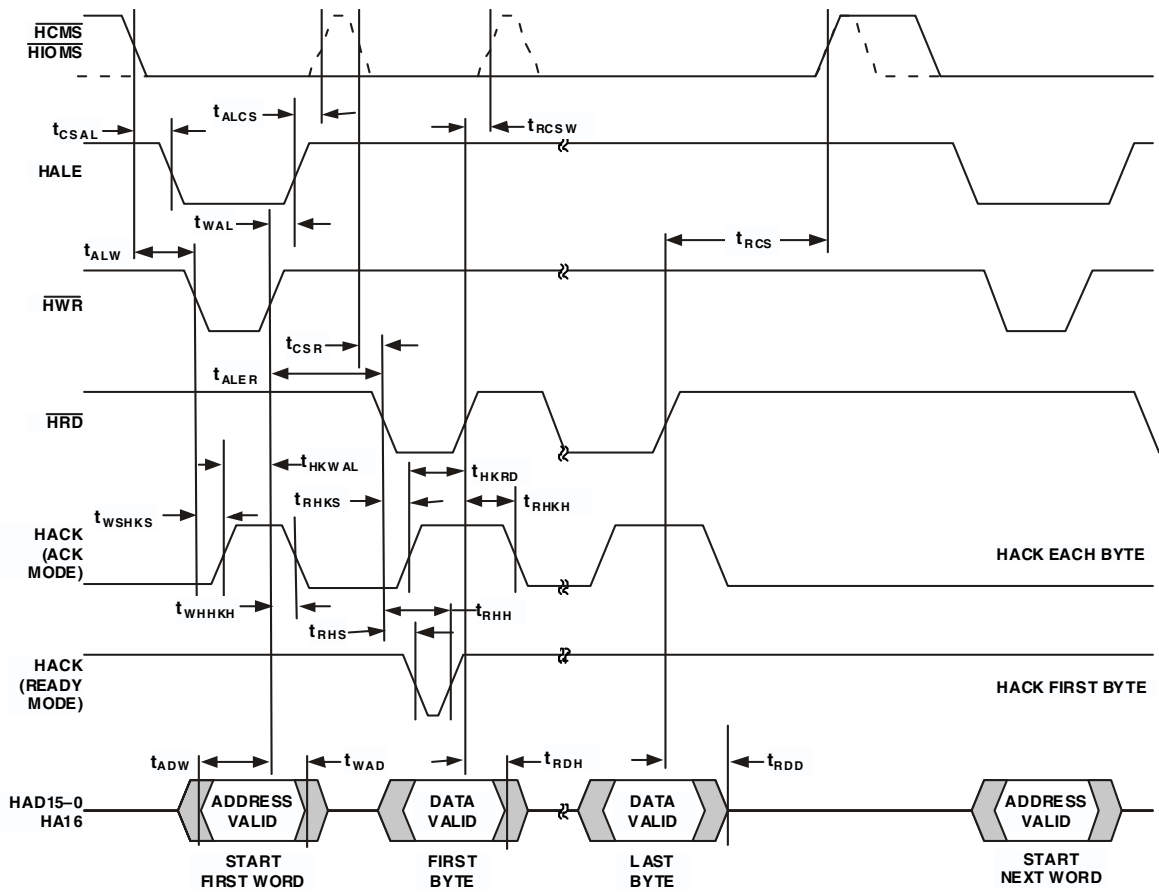 HCMS
HIOMS
tALCS
tCSAL
tRCSW
HALE
tWAL
tRCS
tALW
HWR
tCSR
tALER
HRD
tHKWAL
tHKRD
tRHKS
tRHKH
tWSHKS
HACK
(ACK
MODE)
HACK EACH BYTE
tWHHKH
tRHH
tRHS
HACK
(READY
MODE)
HACK FIRST BYTE
tADW
tWAD
tRDH
tRDD
HAD15–0
HA16
ADDRESS
VALID
DATA
VALID
DATA
VALID
ADDRESS
VALID
START
FIRST WORD
FIRST
BYTE
LAST
BYTE
START
NEXT WORD